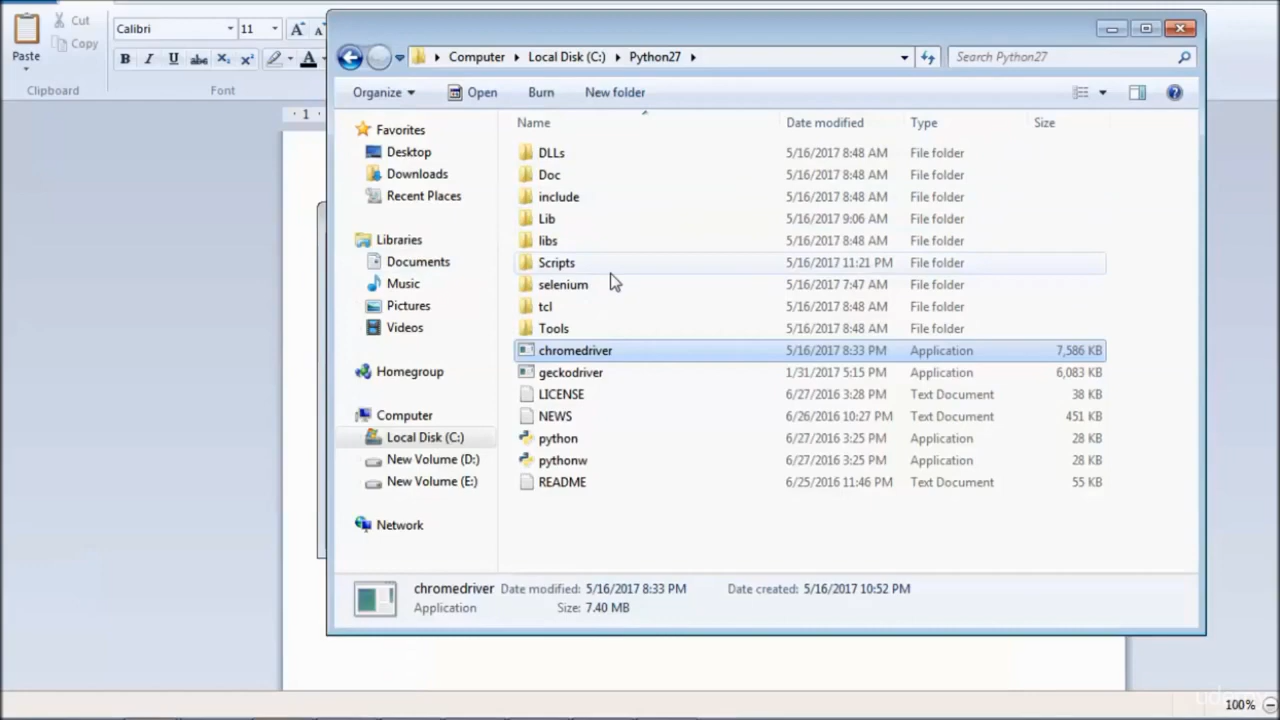 Cut
Copy
Paste
Clipboard
Calibri
11
A
A
B I U abc x₂ x² A
Font
1
Computer Local Disk (C:) Python27
Search Python27
Organize Open Burn New folder
Name Date modified Type Size
Favorites
Desktop
Downloads
Recent Places
Libraries
Documents
Music
Pictures
Videos
Homegroup
Computer
Local Disk (C:)
New Volume (D:)
New Volume (E:)
Network
DLLs 5/16/2017 8:48 AM File folder
Doc 5/16/2017 8:48 AM File folder
include 5/16/2017 8:48 AM File folder
Lib 5/16/2017 9:06 AM File folder
libs 5/16/2017 8:48 AM File folder
Scripts 5/16/2017 11:21 PM File folder
selenium 5/16/2017 7:47 AM File folder
tcl 5/16/2017 8:48 AM File folder
Tools 5/16/2017 8:48 AM File folder
chromedriver 5/16/2017 8:33 PM Application 7,586 KB
geckodriver 1/31/2017 5:15 PM Application 6,083 KB
LICENSE 6/27/2016 3:28 PM Text Document 38 KB
NEWS 6/26/2016 10:27 PM Text Document 451 KB
python 6/27/2016 3:25 PM Application 28 KB
pythonw 6/27/2016 3:25 PM Application 28 KB
README 6/25/2016 11:46 PM Text Document 55 KB
chromedriver Date modified: 5/16/2017 8:33 PM Date created: 5/16/2017 10:52 PM
Application Size: 7.40 MB
100%